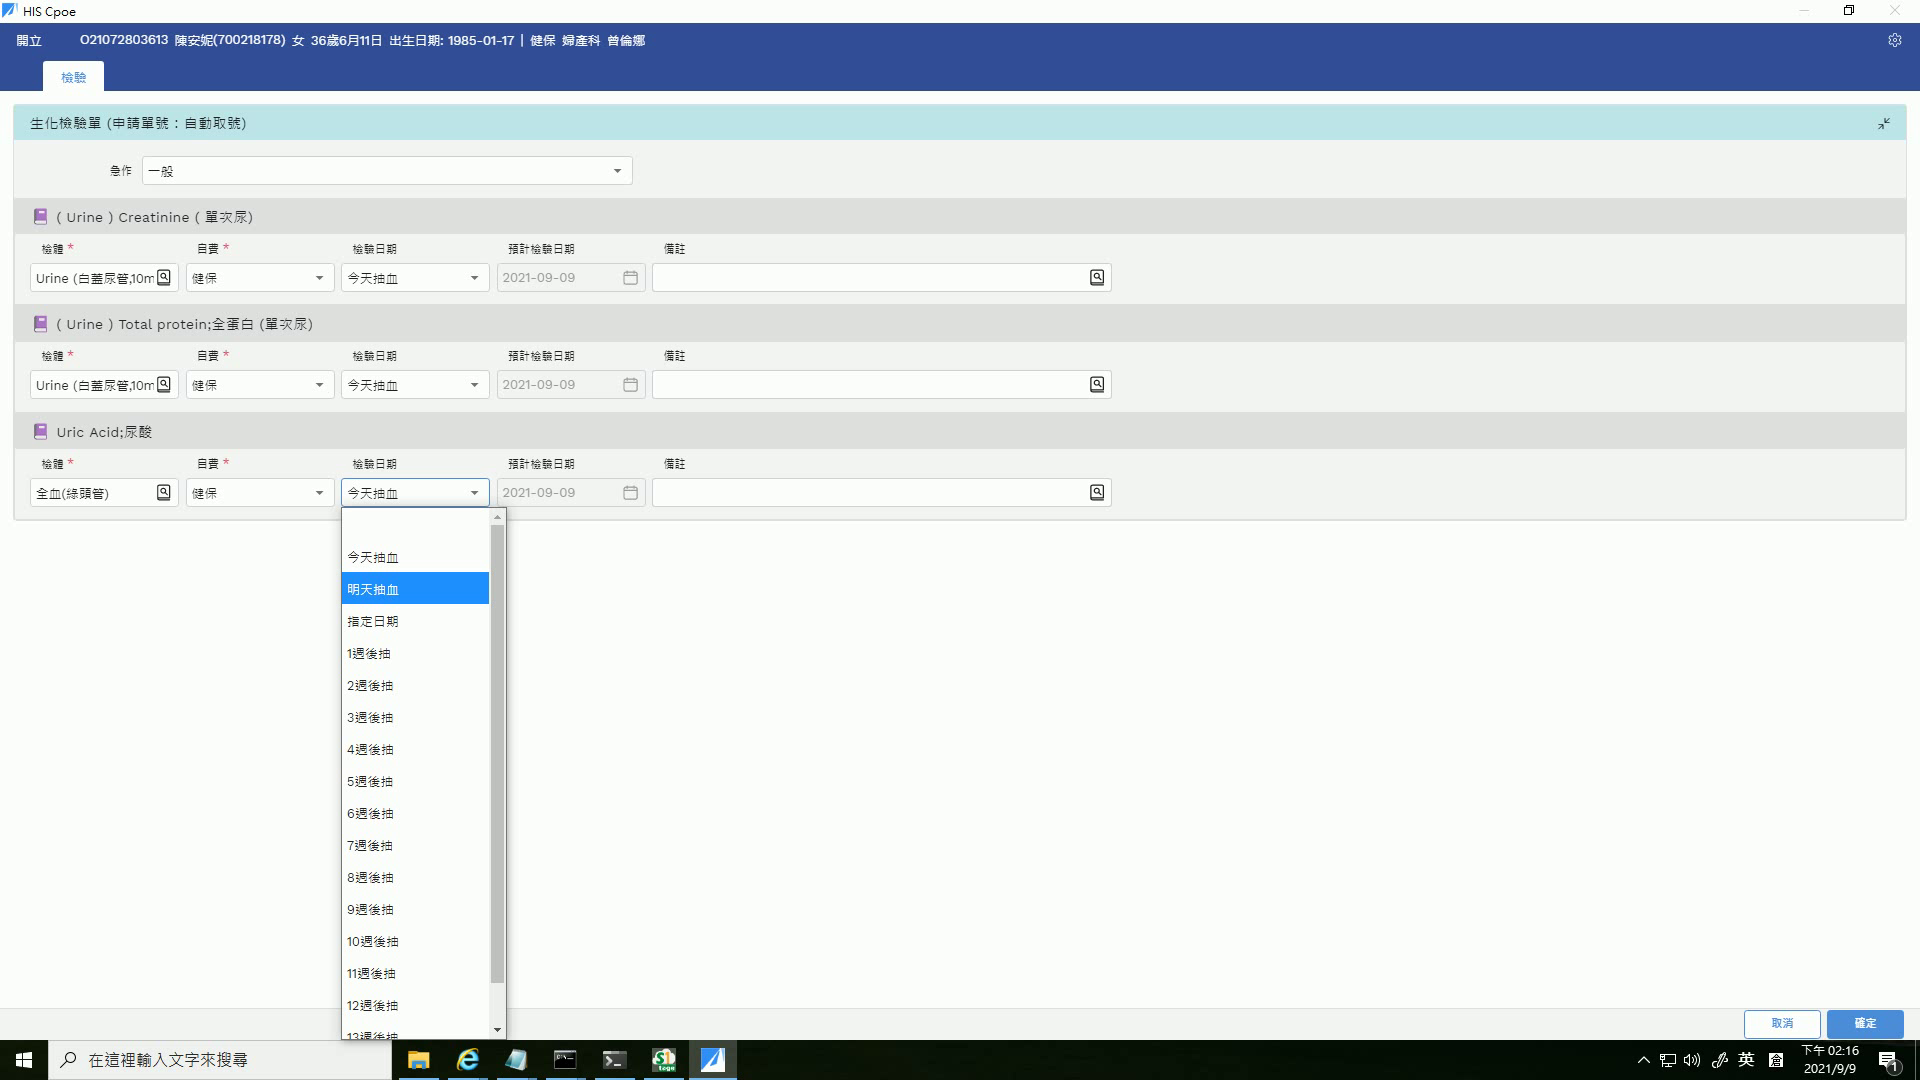 HIS Cpoe
開立 O21072803613 陳安妮(700218178) 女 36歲6月11日 出生日期: 1985-01-17 | 健保 婦產科 曾倫娜
檢驗
生化檢驗單 (申請單號：自動取號)
急作 一般
( Urine ) Creatinine ( 單次尿)
檢體 * 自費 * 檢驗日期 預計檢驗日期 備註
Urine (白蓋尿管,10m 健保 今天抽血 2021-09-09
( Urine ) Total protein;全蛋白 (單次尿)
檢體 * 自費 * 檢驗日期 預計檢驗日期 備註
Urine (白蓋尿管,10m 健保 今天抽血 2021-09-09
Uric Acid;尿酸
檢體 * 自費 * 檢驗日期 預計檢驗日期 備註
全血(綠頭管) 健保 今天抽血 2021-09-09
今天抽血
明天抽血
指定日期
1週後抽
2週後抽
3週後抽
4週後抽
5週後抽
6週後抽
7週後抽
8週後抽
9週後抽
10週後抽
11週後抽
12週後抽
13週後抽
取消 確定
在這裡輸入文字來搜尋
英
下午 02:16
2021/9/9
1